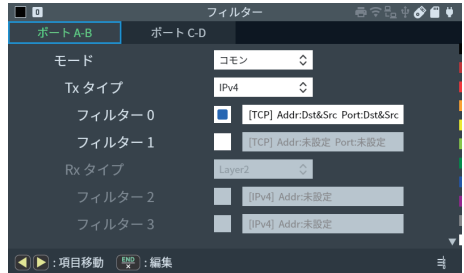 0 フィルター
ポート A-B ポート C-D
モード コモン
Tx タイプ IPv4
フィルター 0 [TCP] Addr:Dst&Src Port:Dst&Src
フィルター 1 [TCP] Addr:未設定 Port:未設定
Rx タイプ Layer2
フィルター 2 [IPv4] Addr:未設定
フィルター 3 [IPv4] Addr:未設定
:項目移動 END × :編集